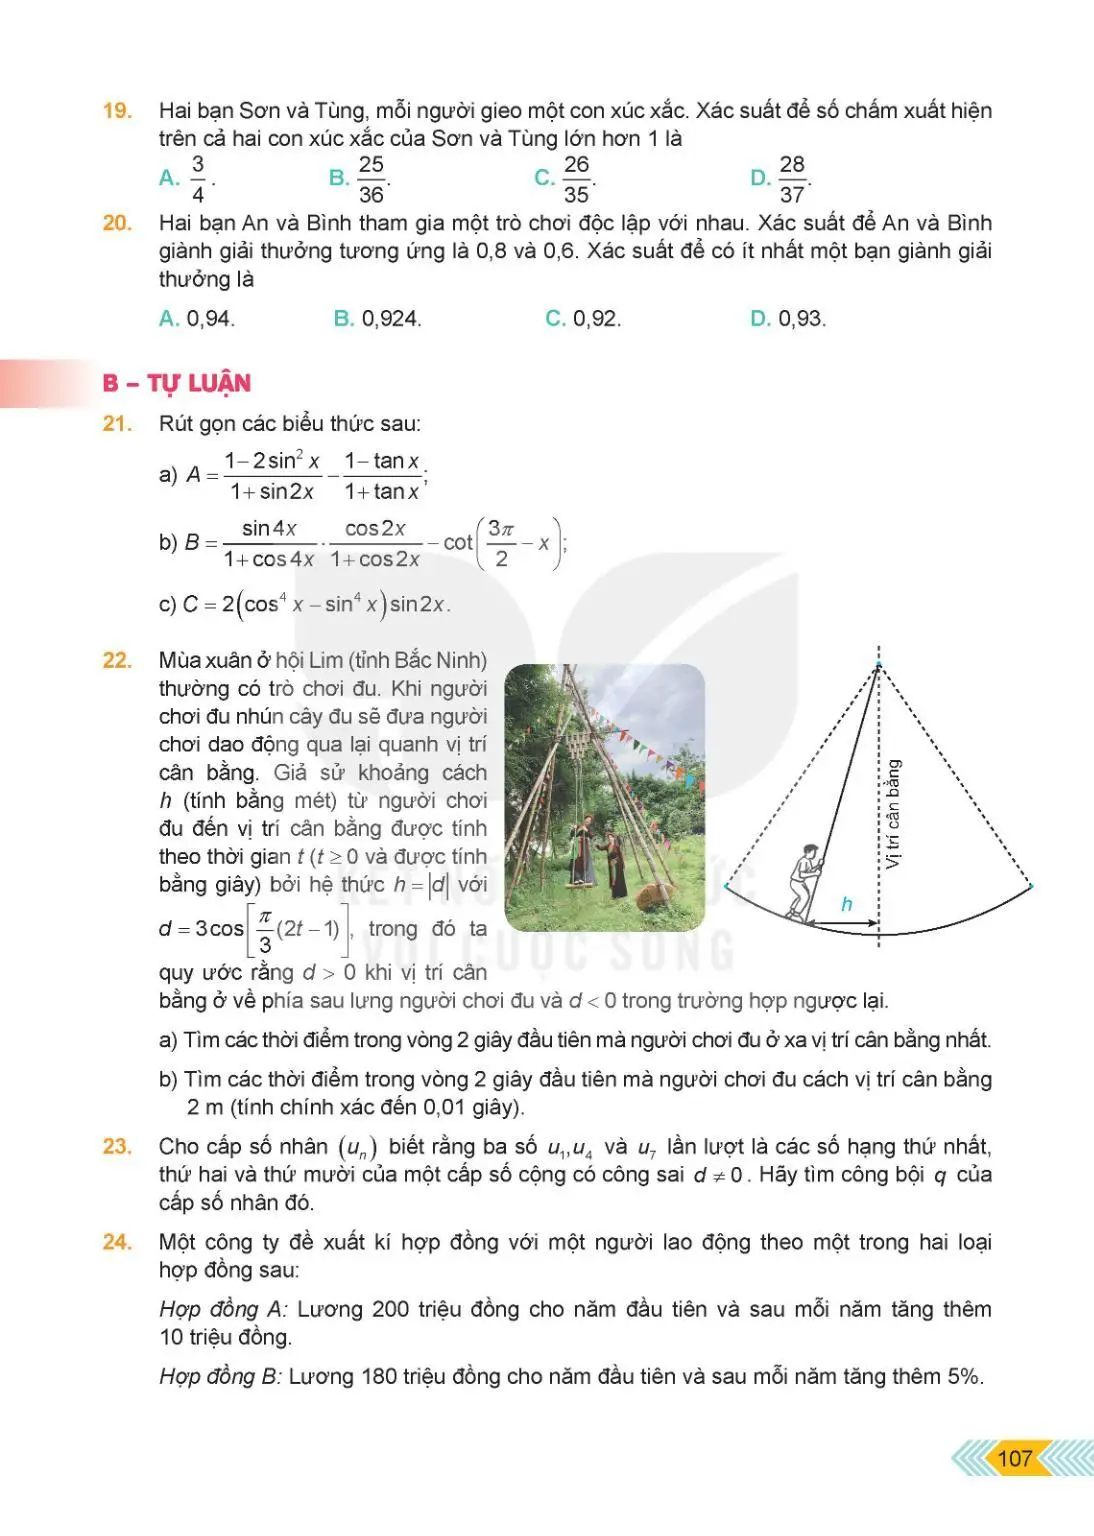 19. Hai bạn Sơn và Tùng, mỗi người gieo một con xúc xắc. Xác suất để số chấm xuất hiện
trên cả hai con xúc xắc của Sơn và Tùng lớn hơn 1 là
A. 3/4. B. 25/36. C. 26/35. D. 28/37.
20. Hai bạn An và Bình tham gia một trò chơi độc lập với nhau. Xác suất để An và Bình
giành giải thưởng tương ứng là 0,8 và 0,6. Xác suất để có ít nhất một bạn giành giải
thưởng là
A. 0,94. B. 0,924. C. 0,92. D. 0,93.
B – TỰ LUẬN
21. Rút gọn các biểu thức sau:
a) A = (1 − 2sin² x)/(1 + sin2x) − (1 − tan x)/(1 + tan x);
b) B = sin4x/(1 + cos4x) · cos2x/(1 + cos2x) − cot(3π/2 − x);
c) C = 2(cos⁴ x − sin⁴ x)sin2x.
22. Mùa xuân ở hội Lim (tỉnh Bắc Ninh)
thường có trò chơi đu. Khi người
chơi đu nhún cây đu sẽ đưa người
chơi dao động qua lại quanh vị trí
cân bằng. Giả sử khoảng cách
h (tính bằng mét) từ người chơi
đu đến vị trí cân bằng được tính
theo thời gian t (t ≥ 0 và được tính
bằng giây) bởi hệ thức h = |d| với
d = 3cos[π/3(2t − 1)], trong đó ta
quy ước rằng d > 0 khi vị trí cân
bằng ở về phía sau lưng người chơi đu và d < 0 trong trường hợp ngược lại.
Vị trí cân bằng
h
KẾT NỐI TRI THỨC
VỚI CUỘC SỐNG
a) Tìm các thời điểm trong vòng 2 giây đầu tiên mà người chơi đu ở xa vị trí cân bằng nhất.
b) Tìm các thời điểm trong vòng 2 giây đầu tiên mà người chơi đu cách vị trí cân bằng
2 m (tính chính xác đến 0,01 giây).
23. Cho cấp số nhân (uₙ) biết rằng ba số u₁, u₄ và u₇ lần lượt là các số hạng thứ nhất,
thứ hai và thứ mười của một cấp số cộng có công sai d ≠ 0. Hãy tìm công bội q của
cấp số nhân đó.
24. Một công ty đề xuất kí hợp đồng với một người lao động theo một trong hai loại
hợp đồng sau:
Hợp đồng A: Lương 200 triệu đồng cho năm đầu tiên và sau mỗi năm tăng thêm
10 triệu đồng.
Hợp đồng B: Lương 180 triệu đồng cho năm đầu tiên và sau mỗi năm tăng thêm 5%.
107